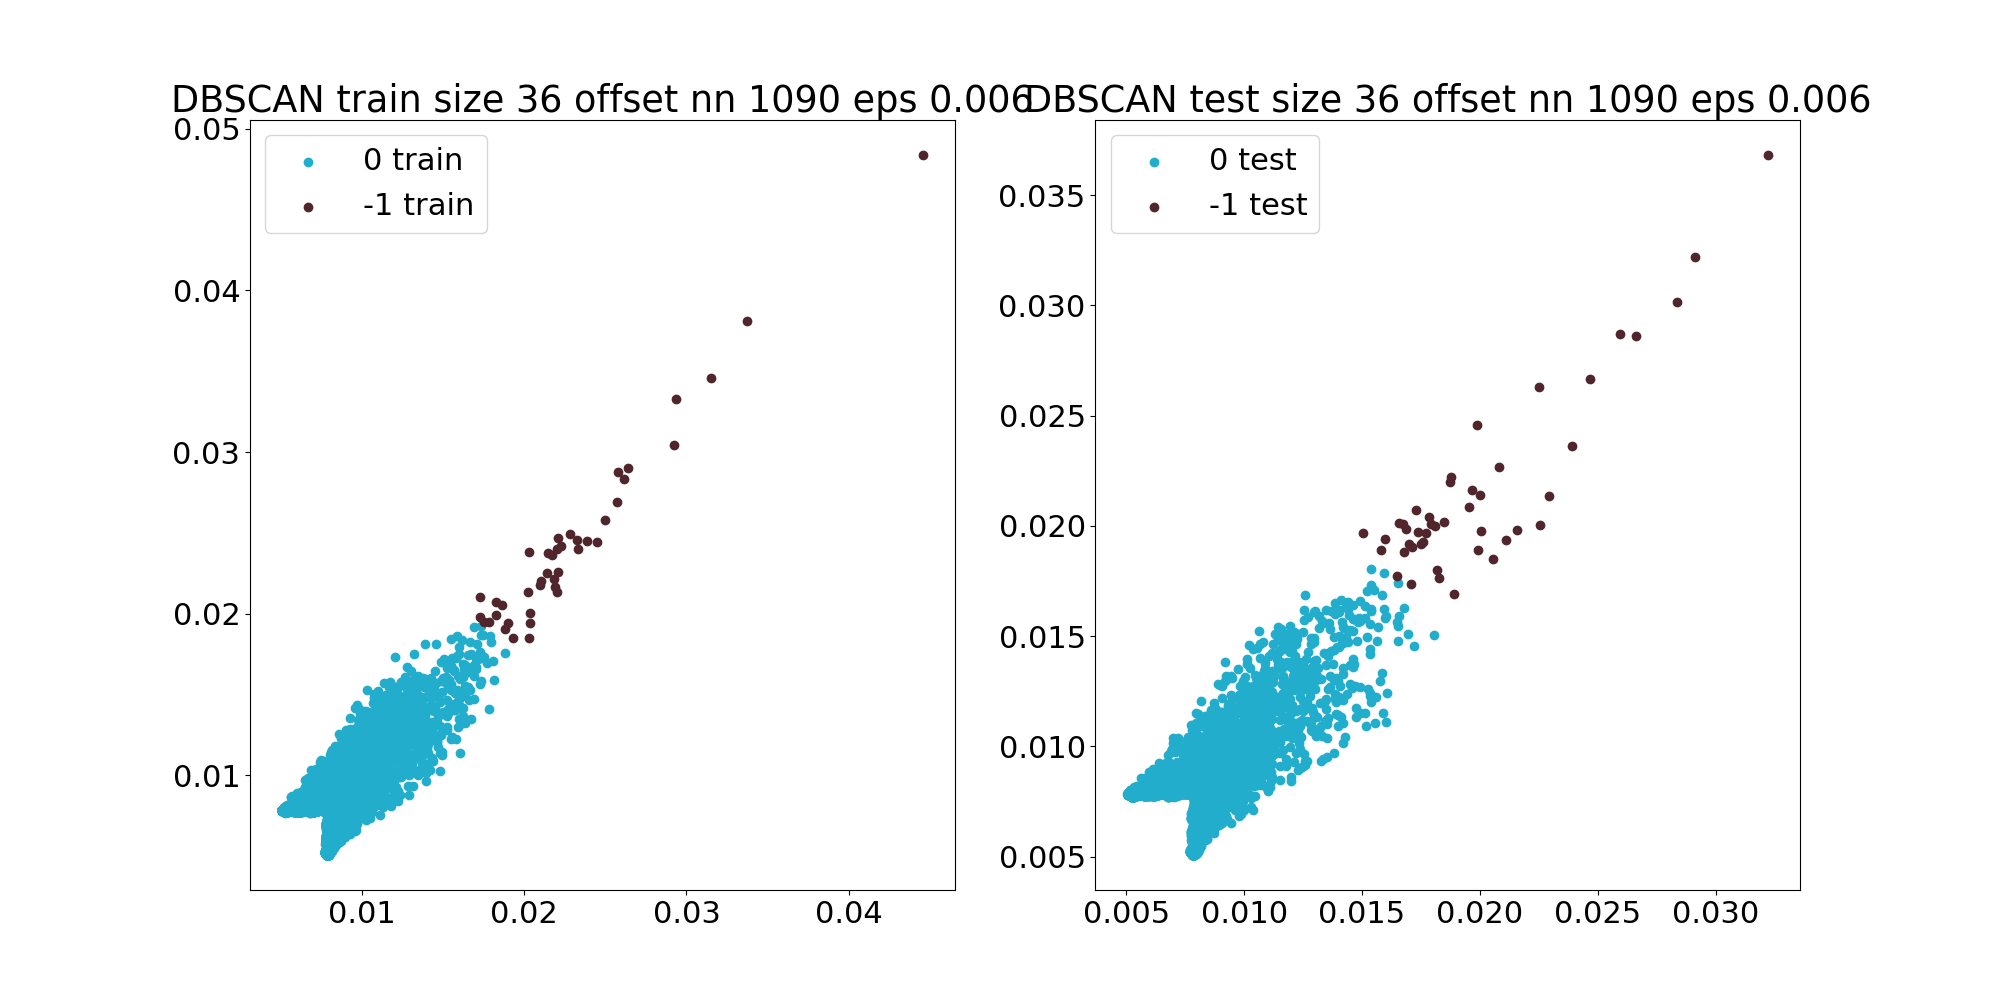 DBSCAN train size 36 offset nn 1090 eps 0.006
0 train
-1 train
0.05
0.04
0.03
0.02
0.01
0.01 0.02 0.03 0.04
DBSCAN test size 36 offset nn 1090 eps 0.006
0 test
-1 test
0.035
0.030
0.025
0.020
0.015
0.010
0.005
0.005 0.010 0.015 0.020 0.025 0.030